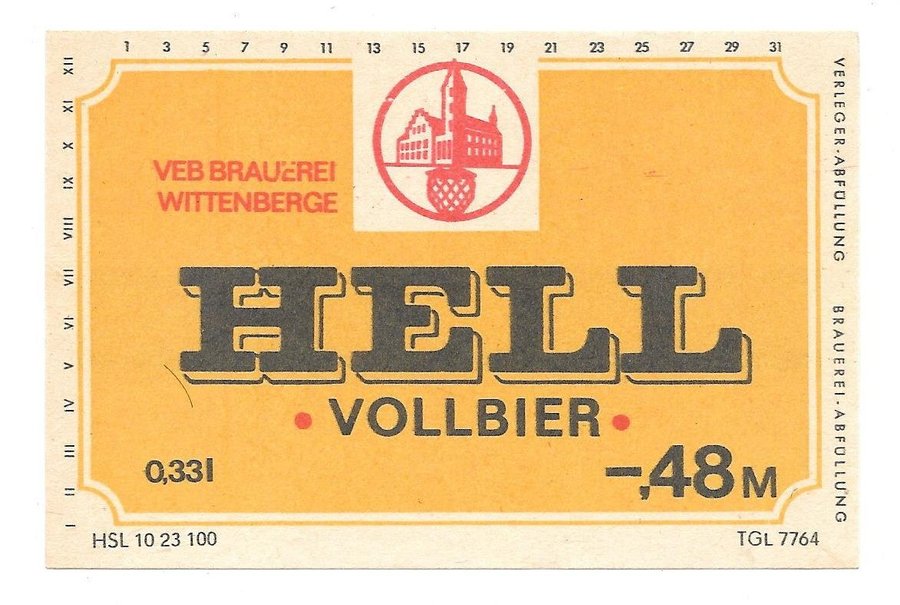 1 3 5 7 9 11 13 15 17 19 21 23 25 27 29 31
XII
XI
X
IX
VIII
VII
VI
V
IV
III
II
I
VEB BRAUEREI
WITTENBERGE
HELL
• VOLLBIER •
0,33 l
-,48 M
HSL 10 23 100
TGL 7764
VERLEGER-ABFÜLLUNG
BRAUEREI-ABFÜLLUNG